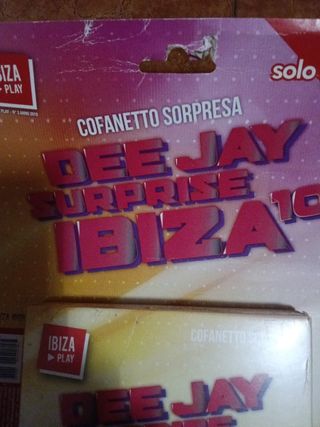 IBIZA
PLAY
solo
COFANETTO SORPRESA
DEE JAY
SURPRISE
IBIZA 10
IBIZA
PLAY
COFANETTO
DEE JAY